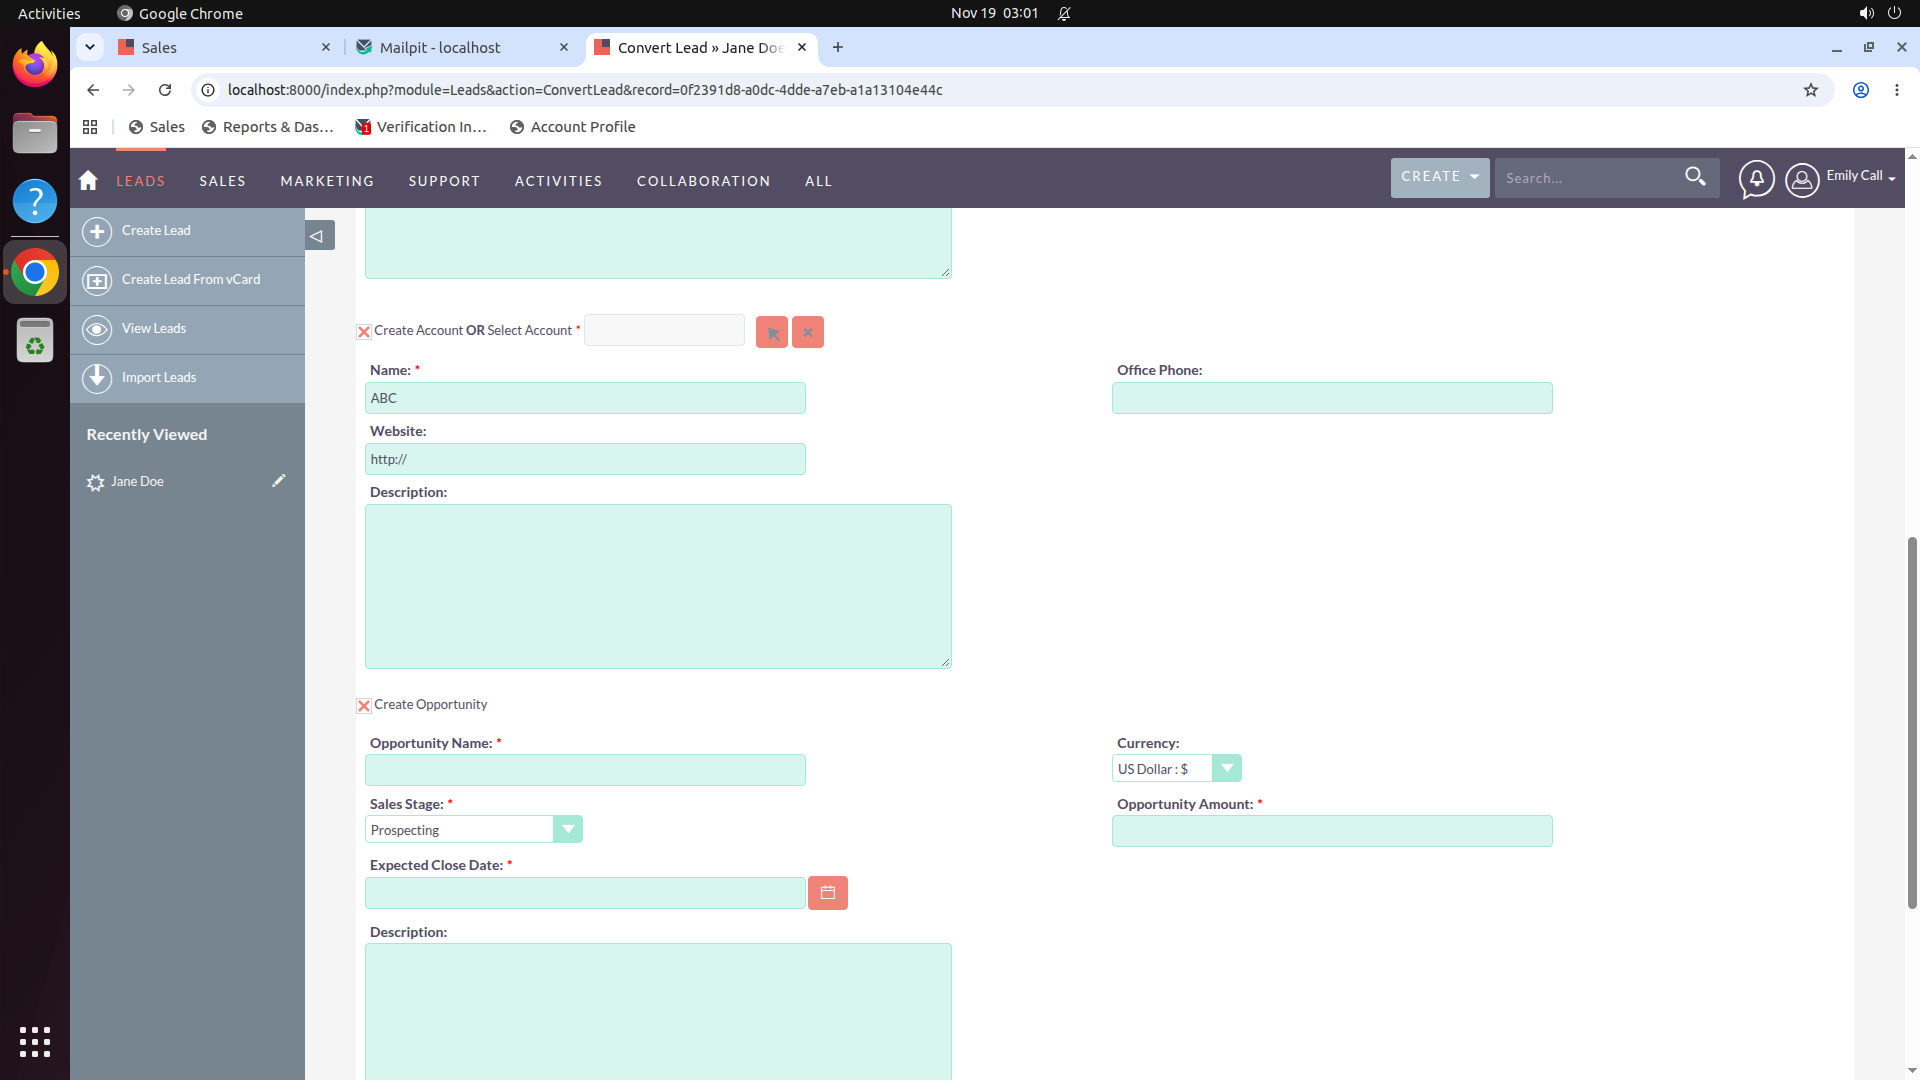 Activities
Google Chrome
Nov 19 03:01
Sales
Mailpit - localhost
Convert Lead » Jane Doe
localhost:8000/index.php?module=Leads&action=ConvertLead&record=0f2391d8-a0dc-4dde-a7eb-a1a13104e44c
Sales
Reports & Das...
Verification In...
Account Profile
LEADS
SALES
MARKETING
SUPPORT
ACTIVITIES
COLLABORATION
ALL
CREATE
Search...
Emily Call
Create Lead
Create Lead From vCard
View Leads
Import Leads
Recently Viewed
Jane Doe
Create Account OR Select Account *
Name: *
Office Phone:
ABC
Website:
http://
Description:
Create Opportunity
Opportunity Name: *
Currency:
US Dollar : $
Sales Stage: *
Opportunity Amount: *
Prospecting
Expected Close Date: *
Description: